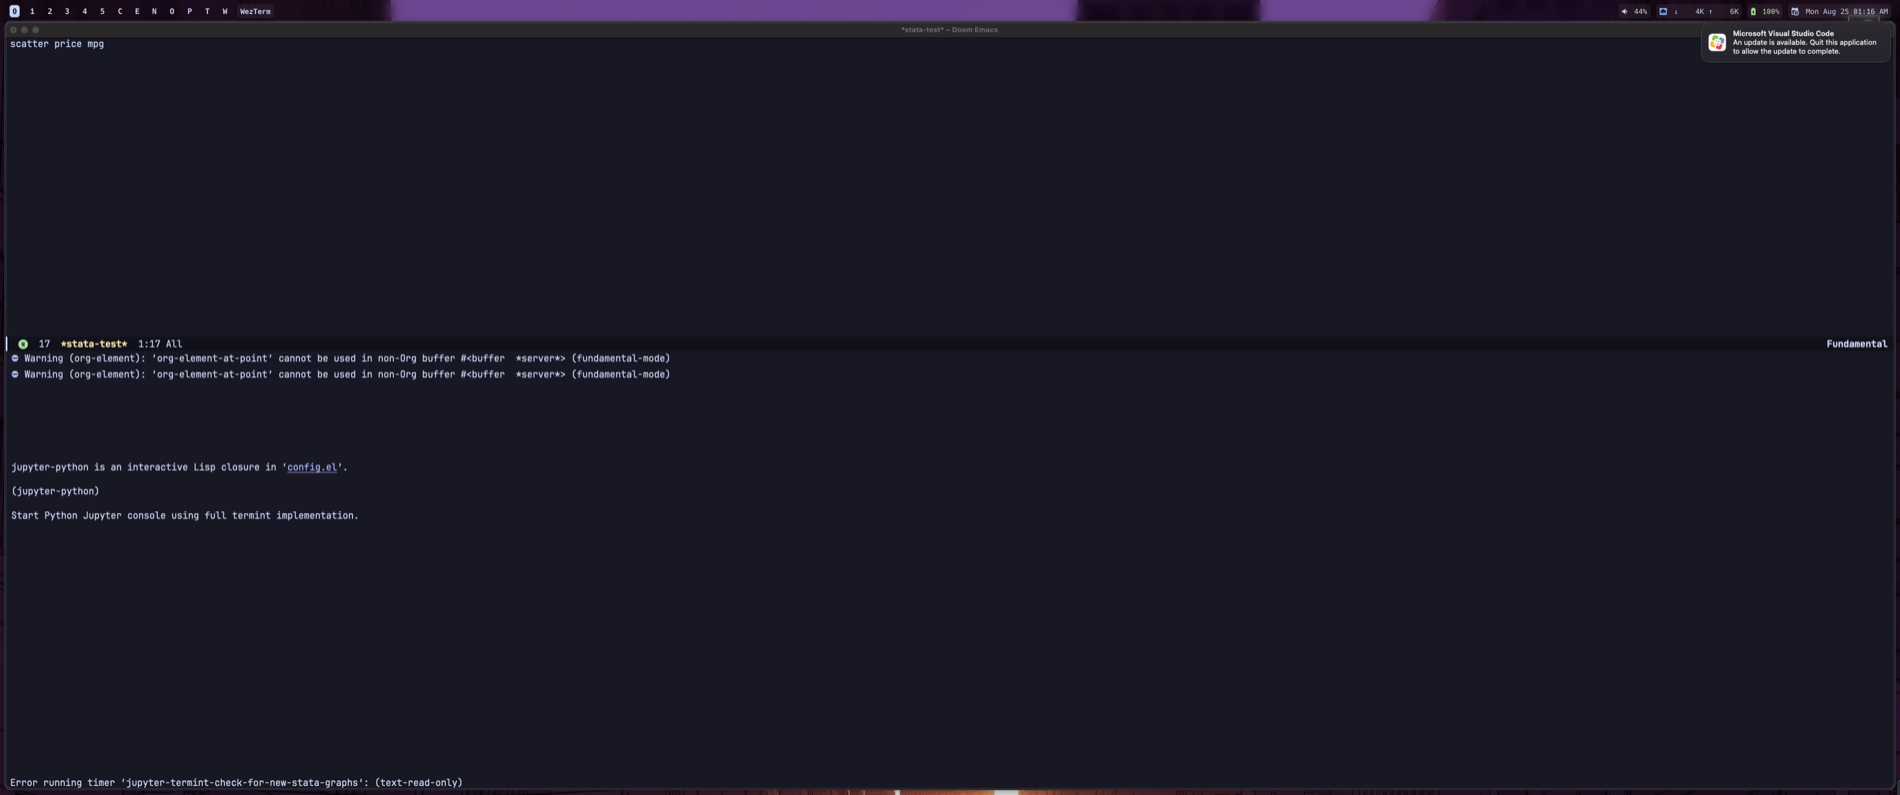 0 1 2 3 4 5 C E N O P T W WezTerm
44% ↓ 4K ↑ 6K 100% Mon Aug 25 01:16 AM
*stata-test* – Doom Emacs
scatter price mpg
Microsoft Visual Studio Code
An update is available. Quit this application
to allow the update to complete.
N 17 *stata-test* 1:17 All Fundamental
Warning (org-element): ‘org-element-at-point’ cannot be used in non-Org buffer #<buffer  *server*> (fundamental-mode)
Warning (org-element): ‘org-element-at-point’ cannot be used in non-Org buffer #<buffer  *server*> (fundamental-mode)
jupyter-python is an interactive Lisp closure in ‘config.el’.
(jupyter-python)
Start Python Jupyter console using full termint implementation.
Error running timer ‘jupyter-termint-check-for-new-stata-graphs’: (text-read-only)